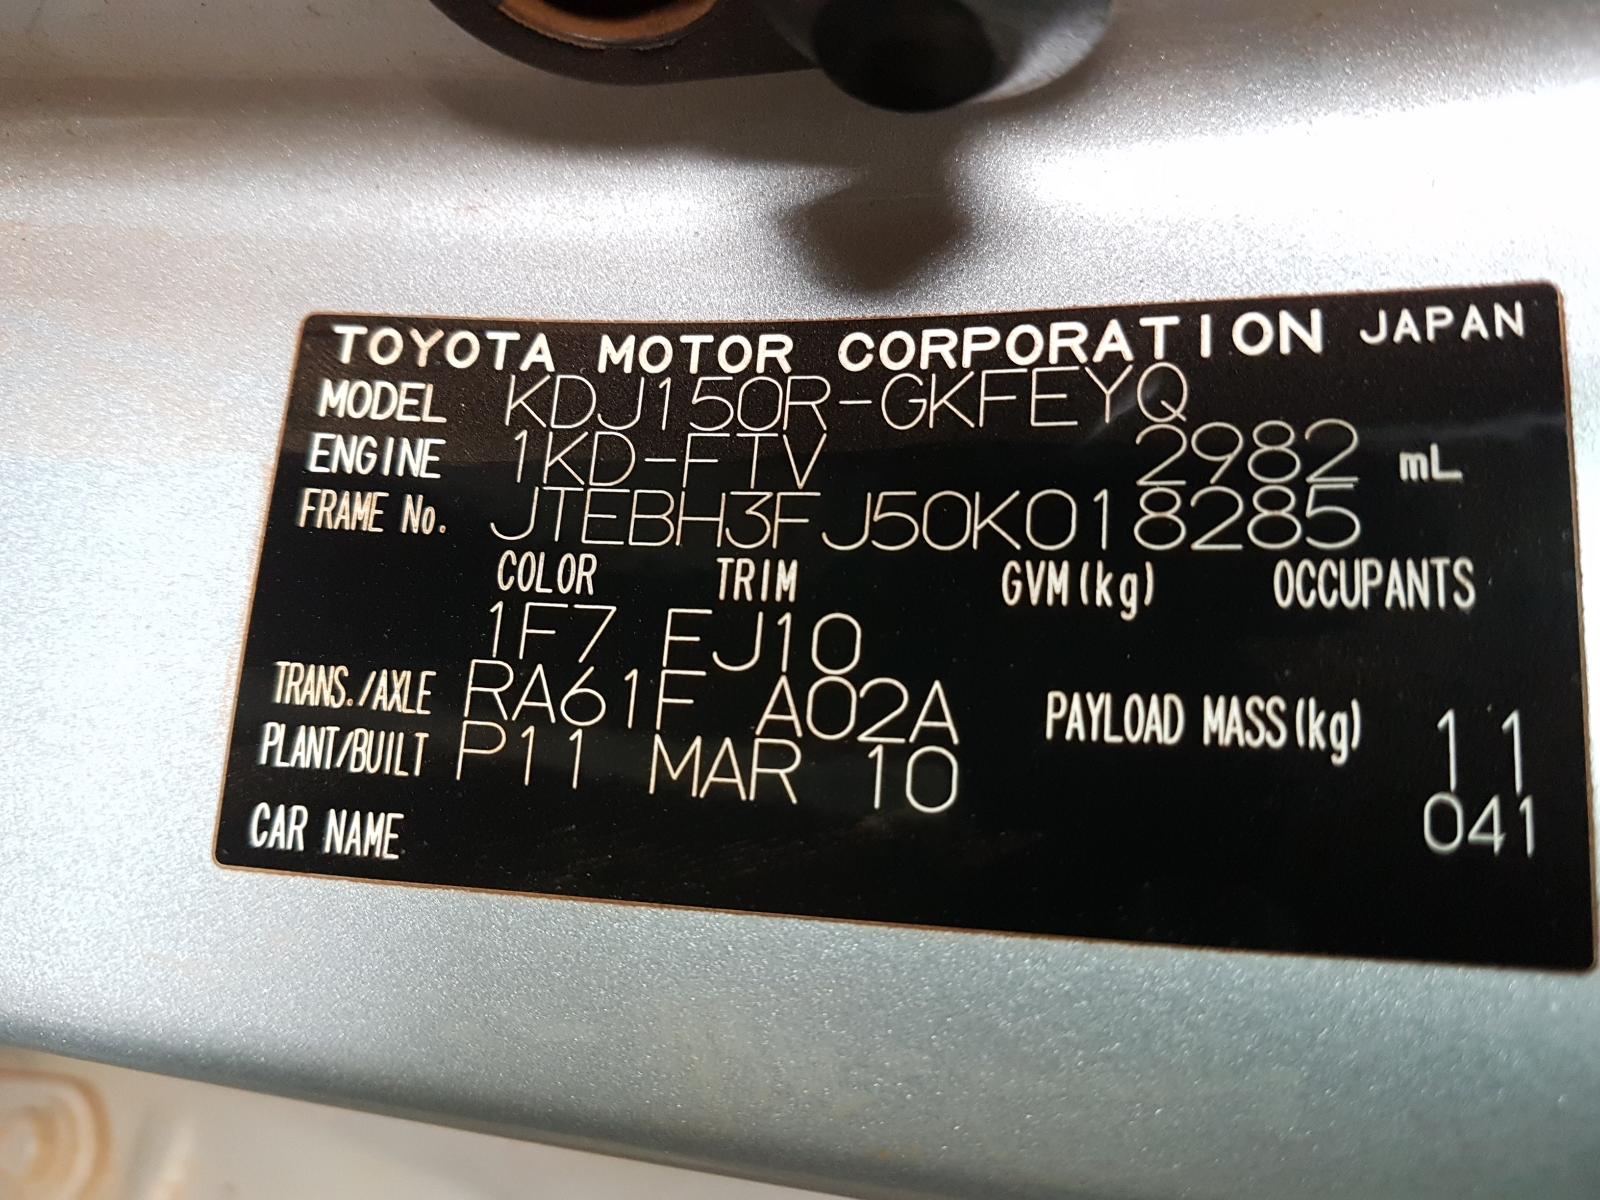 TOYOTA MOTOR CORPORATION JAPAN
MODEL KDJ150R-GKFEYQ
ENGINE 1KD-FTV 2982 mL
FRAME No. JTEBH3FJ50K018285
COLOR TRIM GVM(kg) OCCUPANTS
1F7 FJ10
TRANS./AXLE RA61F A02A PAYLOAD MASS(kg) 11
PLANT/BUILT P11 MAR 10
041
CAR NAME